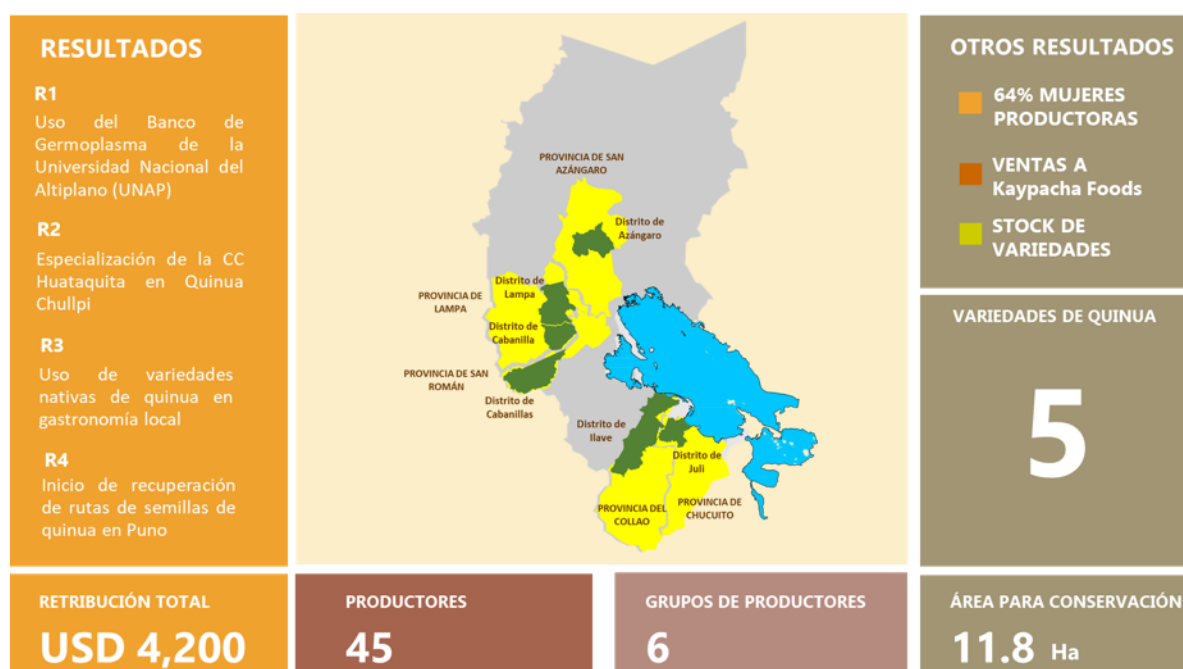 RESULTADOS
R1
Uso del Banco de
Germoplasma de la
Universidad Nacional del
Altiplano (UNAP)
R2
Especialización de la CC
Huataquita en Quinua
Chullpi
R3
Uso de variedades
nativas de quinua en
gastronomía local
R4
Inicio de recuperación
de rutas de semillas de
quinua en Puno
PROVINCIA DE SAN
AZÁNGARO
Distrito de
Azángaro
Distrito de
Lampa
PROVINCIA DE
LAMPA
Distrito de
Cabanilla
PROVINCIA DE SAN
ROMÁN
Distrito de
Cabanillas
Distrito de
Ilave
Distrito de
Juli
PROVINCIA DEL
COLLAO
PROVINCIA DE
CHUCUITO
OTROS RESULTADOS
64% MUJERES
PRODUCTORAS
VENTAS A
Kaypacha Foods
STOCK DE
VARIEDADES
VARIEDADES DE QUINUA
5
RETRIBUCIÓN TOTAL
USD 4,200
PRODUCTORES
45
GRUPOS DE PRODUCTORES
6
ÁREA PARA CONSERVACIÓN
11.8 Ha